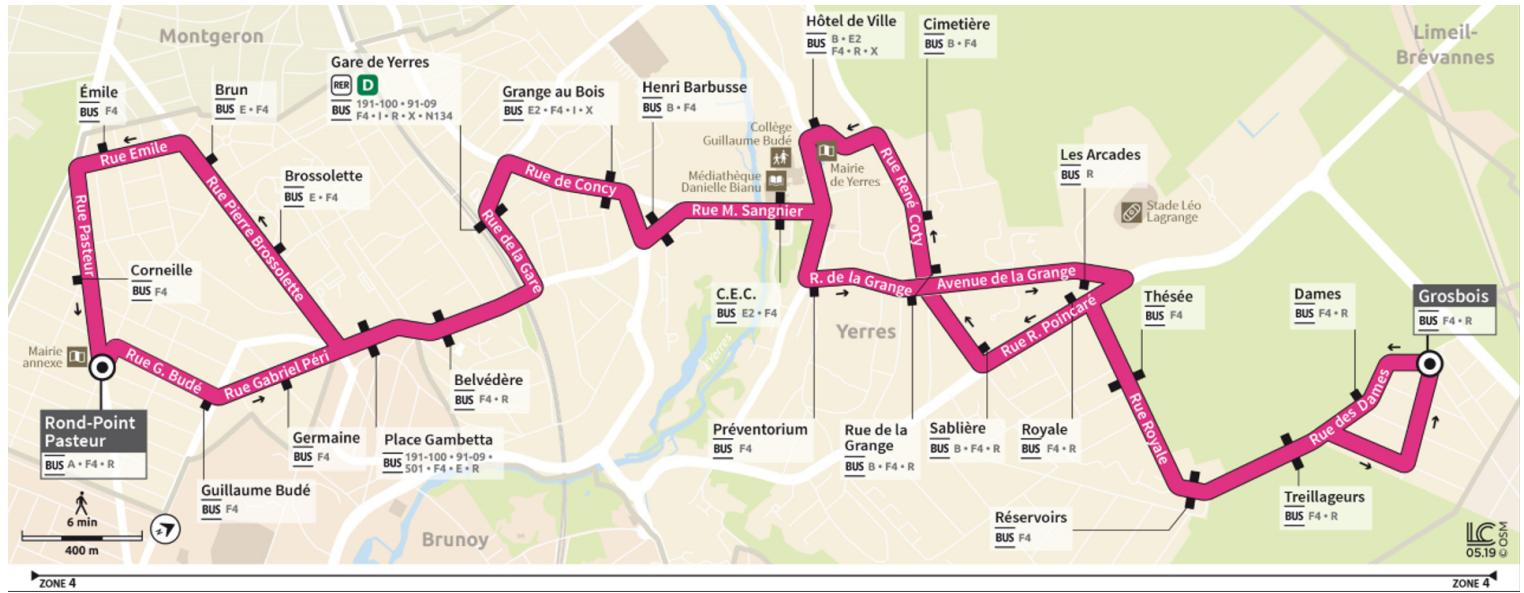 Montgeron
Limeil-
Brévannes
Yerres
Brunoy
l'Yerres
Émile
BUS F4
Brun
BUS E • F4
Gare de Yerres
RER D
BUS 191-100 • 91-09
F4 • I • R • X • N134
Grange au Bois
BUS E2 • F4 • I • X
Henri Barbusse
BUS B • F4
Hôtel de Ville
BUS B • E2
F4 • R • X
Cimetière
BUS B • F4
Brossolette
BUS E • F4
Collège
Guillaume Budé
Médiathèque
Danielle Bianu
Mairie
de Yerres
Les Arcades
BUS R
Stade Léo
Lagrange
Rue Emile
Rue Pasteur
Rue Pierre Brossolette
Rue G. Budé
Rue Gabriel Péri
Rue de la Gare
Rue de Concy
Rue M. Sangnier
Rue René Coty
R. de la Grange
Avenue de la Grange
Rue R. Poincaré
Rue Royale
Rue des Dames
Corneille
BUS F4
C.E.C.
BUS E2 • F4
Thésée
BUS F4
Dames
BUS F4 • R
Grosbois
BUS F4 • R
Mairie
annexe
Rond-Point
Pasteur
BUS A • F4 • R
Guillaume Budé
BUS F4
Germaine
BUS F4
Place Gambetta
BUS 191-100 • 91-09 •
501 • F4 • E • R
Belvédère
BUS F4 • R
Préventorium
BUS F4
Rue de la
Grange
BUS B • F4 • R
Sablière
BUS B • F4 • R
Royale
BUS F4 • R
Réservoirs
BUS F4
Treillageurs
BUS F4 • R
6 min
400 m
N
LC
05.19
© OSM
ZONE 4
ZONE 4